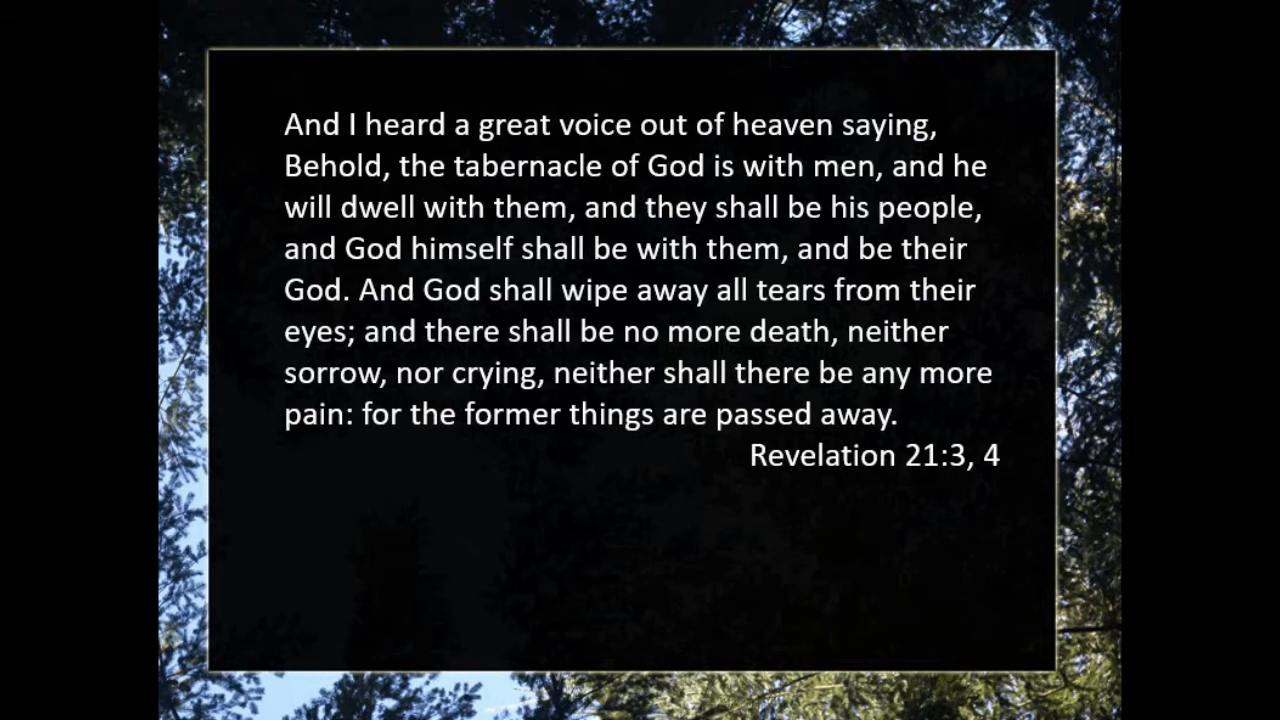 And I heard a great voice out of heaven saying,
Behold, the tabernacle of God is with men, and he
will dwell with them, and they shall be his people,
and God himself shall be with them, and be their
God. And God shall wipe away all tears from their
eyes; and there shall be no more death, neither
sorrow, nor crying, neither shall there be any more
pain: for the former things are passed away.
Revelation 21:3, 4